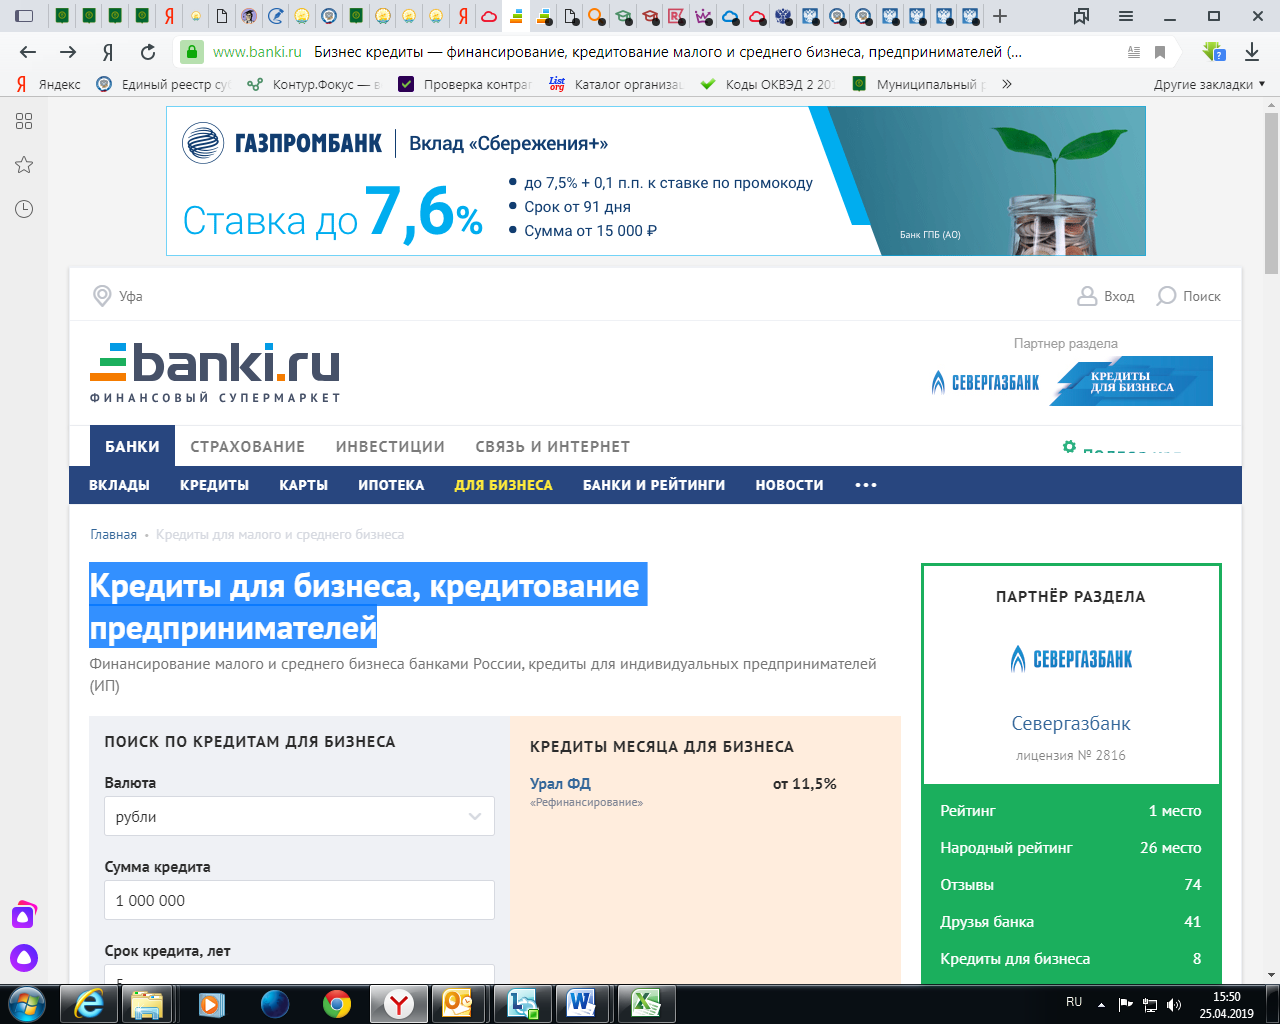 www.banki.ru Бизнес кредиты — финансирование, кредитование малого и среднего бизнеса, предпринимателей (...
Яндекс Единый реестр су Контур.Фокус — в Проверка контраг Каталог организац Коды ОКВЭД 2 20 Муниципальный р » Другие закладки
ГАЗПРОМБАНК Вклад «Сбережения+»
Ставка до 7,6%
до 7,5% + 0,1 п.п. к ставке по промокоду
Срок от 91 дня
Сумма от 15 000 ₽
Банк ГПБ (АО)
Уфа Вход Поиск
banki.ru
ФИНАНСОВЫЙ СУПЕРМАРКЕТ
Партнер раздела
СЕВЕРГАЗБАНК
КРЕДИТЫ
ДЛЯ БИЗНЕСА
БАНКИ СТРАХОВАНИЕ ИНВЕСТИЦИИ СВЯЗЬ И ИНТЕРНЕТ
ВКЛАДЫ КРЕДИТЫ КАРТЫ ИПОТЕКА ДЛЯ БИЗНЕСА БАНКИ И РЕЙТИНГИ НОВОСТИ •••
Главная • Кредиты для малого и среднего бизнеса
Кредиты для бизнеса, кредитование
предпринимателей
Финансирование малого и среднего бизнеса банками России, кредиты для индивидуальных предпринимателей
(ИП)
ПОИСК ПО КРЕДИТАМ ДЛЯ БИЗНЕСА
Валюта
рубли
Сумма кредита
1 000 000
Срок кредита, лет
5
КРЕДИТЫ МЕСЯЦА ДЛЯ БИЗНЕСА
Урал ФД от 11,5%
«Рефинансирование»
ПАРТНЁР РАЗДЕЛА
СЕВЕРГАЗБАНК
Севергазбанк
лицензия № 2816
Рейтинг 1 место
Народный рейтинг 26 место
Отзывы 74
Друзья банка 41
Кредиты для бизнеса 8
RU
15:50
25.04.2019